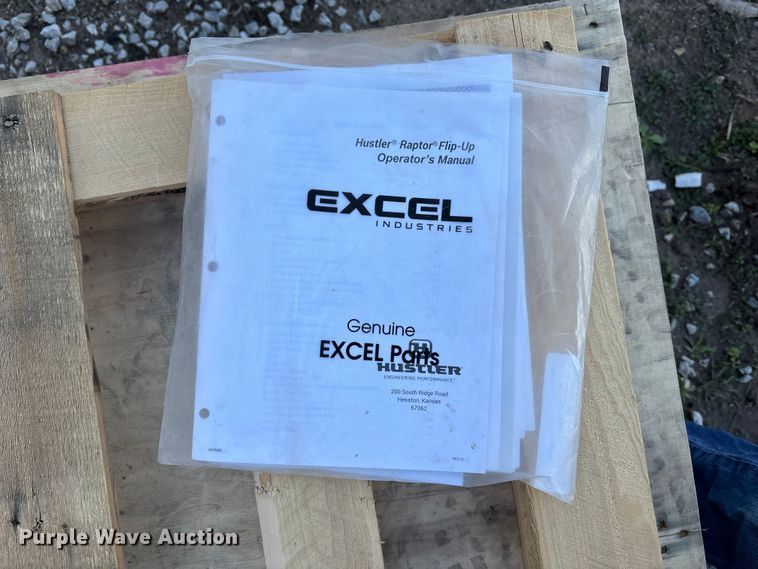 Hustler® Raptor® Flip-Up
Operator's Manual
EXCEL
INDUSTRIES
Genuine
EXCEL Parts
H
HUSTLER
ENGINEERING PERFORMANCE
200 South Ridge Road
Hesston, Kansas
67062
Purple Wave Auction